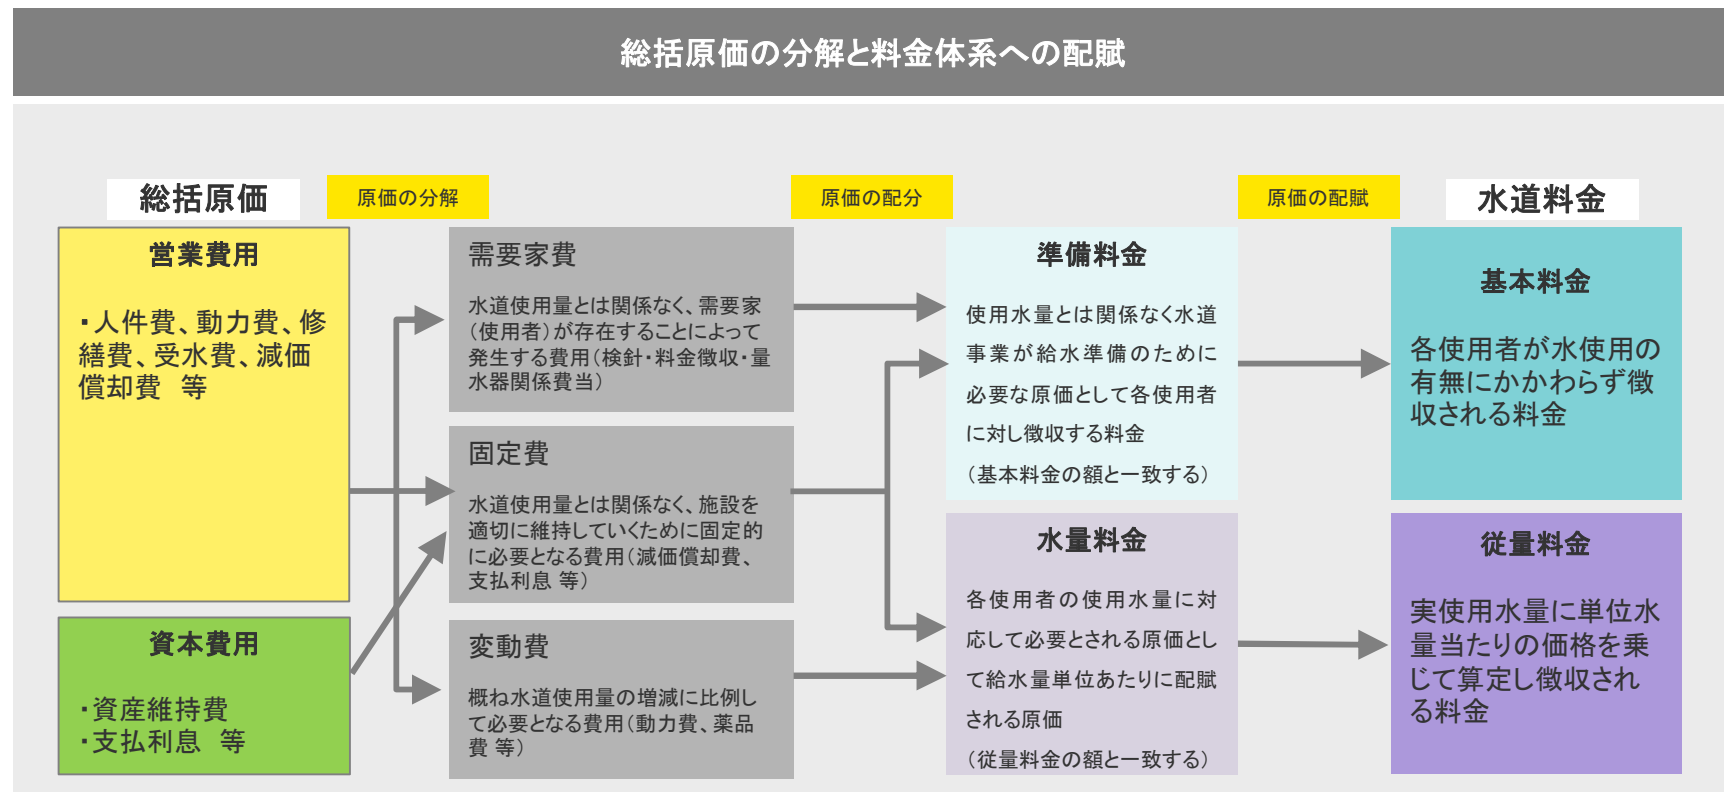 総括原価の分解と料金体系への配賦
総括原価
原価の分解
原価の配分
原価の配賦
水道料金
営業費用
・人件費、動力費、修
繕費、受水費、減価
償却費　等
資本費用
・資産維持費
・支払利息　等
需要家費
水道使用量とは関係なく、需要家
（使用者）が存在することによって
発生する費用（検針・料金徴収・量
水器関係費当）
固定費
水道使用量とは関係なく、施設を
適切に維持していくために固定的
に必要となる費用（減価償却費、
支払利息 等）
変動費
概ね水道使用量の増減に比例し
て必要となる費用（動力費、薬品
費 等）
準備料金
使用水量とは関係なく水道
事業が給水準備のために
必要な原価として各使用者
に対し徴収する料金
（基本料金の額と一致する）
水量料金
各使用者の使用水量に対
応して必要とされる原価とし
て給水量単位あたりに配賦
される原価
（従量料金の額と一致する）
基本料金
各使用者が水使用の
有無にかかわらず徴
収される料金
従量料金
実使用水量に単位水
量当たりの価格を乗
じて算定し徴収され
る料金